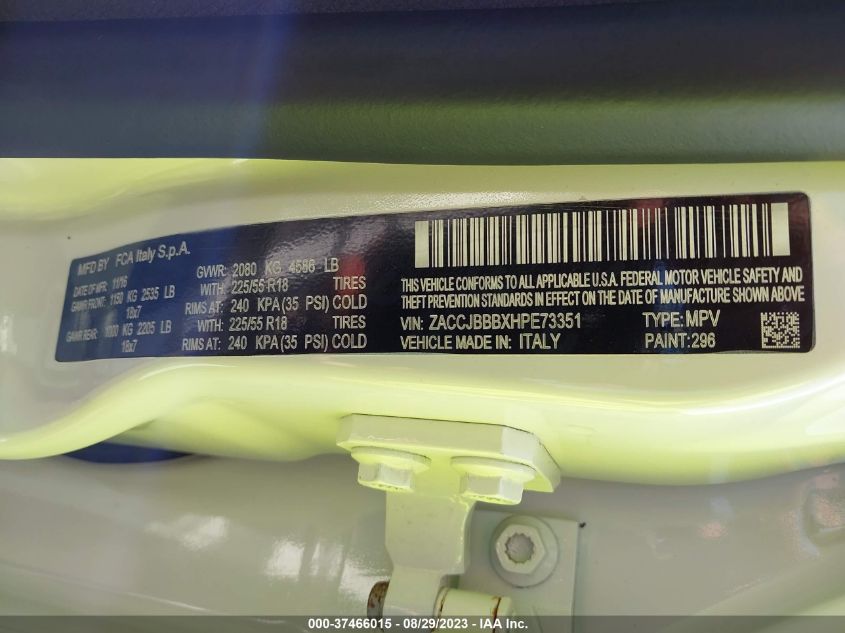 MFD BY FCA Italy S.p.A.
DATE OF MFR: 11/16 GVWR: 2080 KG 4586 LB
GAWR FRONT: 1150 KG 2535 LB WITH: 225/55 R18 TIRES
18x7 RIMS AT: 240 KPA (35 PSI) COLD
GAWR REAR: 1000 KG 2205 LB WITH: 225/55 R18 TIRES
18x7 RIMS AT: 240 KPA (35 PSI) COLD
THIS VEHICLE CONFORMS TO ALL APPLICABLE U.S.A. FEDERAL MOTOR VEHICLE SAFETY AND
THEFT PREVENTION STANDARDS IN EFFECT ON THE DATE OF MANUFACTURE SHOWN ABOVE
VIN: ZACCJBBBXHPE73351 TYPE: MPV
VEHICLE MADE IN: ITALY PAINT: 296
000-37466015 - 08/29/2023 - IAA Inc.